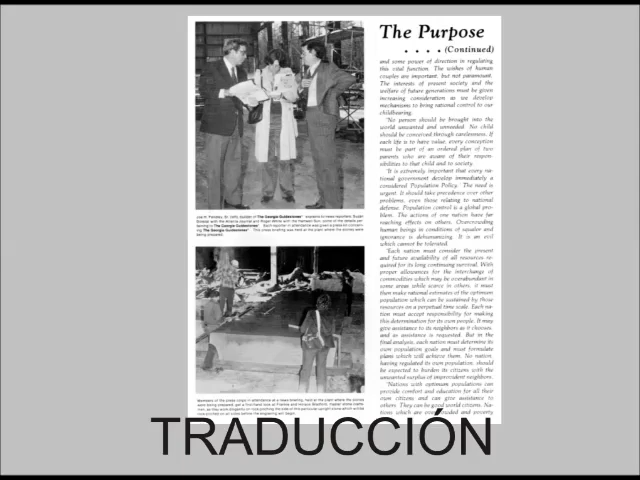 The Purpose
. . . . (Continued)
and some power of direction in regulating
this vital function. The wishes of human
couples are important, but not paramount.
The interests of present society and the
welfare of future generations must be given
increasing consideration as we develop
mechanisms to bring rational control to our
childbearing.
"No person should be brought into the
world unwanted and unneeded. No child
should be conceived through carelessness. If
each life is to have value, every conception
must be part of an ordered plan of two
parents who are aware of their respon-
sibilities to that child and to society.
"It is extremely important that every na-
tional government develop immediately a
considered 'Population Policy.' The need is
urgent. It should take precedence over other
problems, even those relating to national
defense. Population control is a global pro-
blem. The actions of one nation have far
reaching effects on others. Overcrowding
human beings in conditions of squalor and
ignorance is dehumanizing. It is an evil
which cannot be tolerated.
"Each nation must consider the present
and future availability of all resources re-
quired for its long continuing survival. With
proper allowances for the interchange of
commodities which may be overabundant in
some areas while scarce in others, it must
then make rational estimates of the optimum
population which can be sustained by those
resources on a perpetual time scale. Each na-
tion must accept responsibility for making
this determination for its own people. It may
give assistance to its neighbors as it chooses
and as assistance is requested. But in the
final analysis, each nation must determine its
own population goals and must formulate
plans which will achieve them. No nation,
having regulated its own population, should
be expected to burden its citizens with the
unwanted surplus of improvident neighbors.
"Nations with optimum populations can
provide comfort and education for all their
own citizens and can give assistance to
others. They can be good world citizens. Na-
tions which are and poverty
TRADUCCIÓN